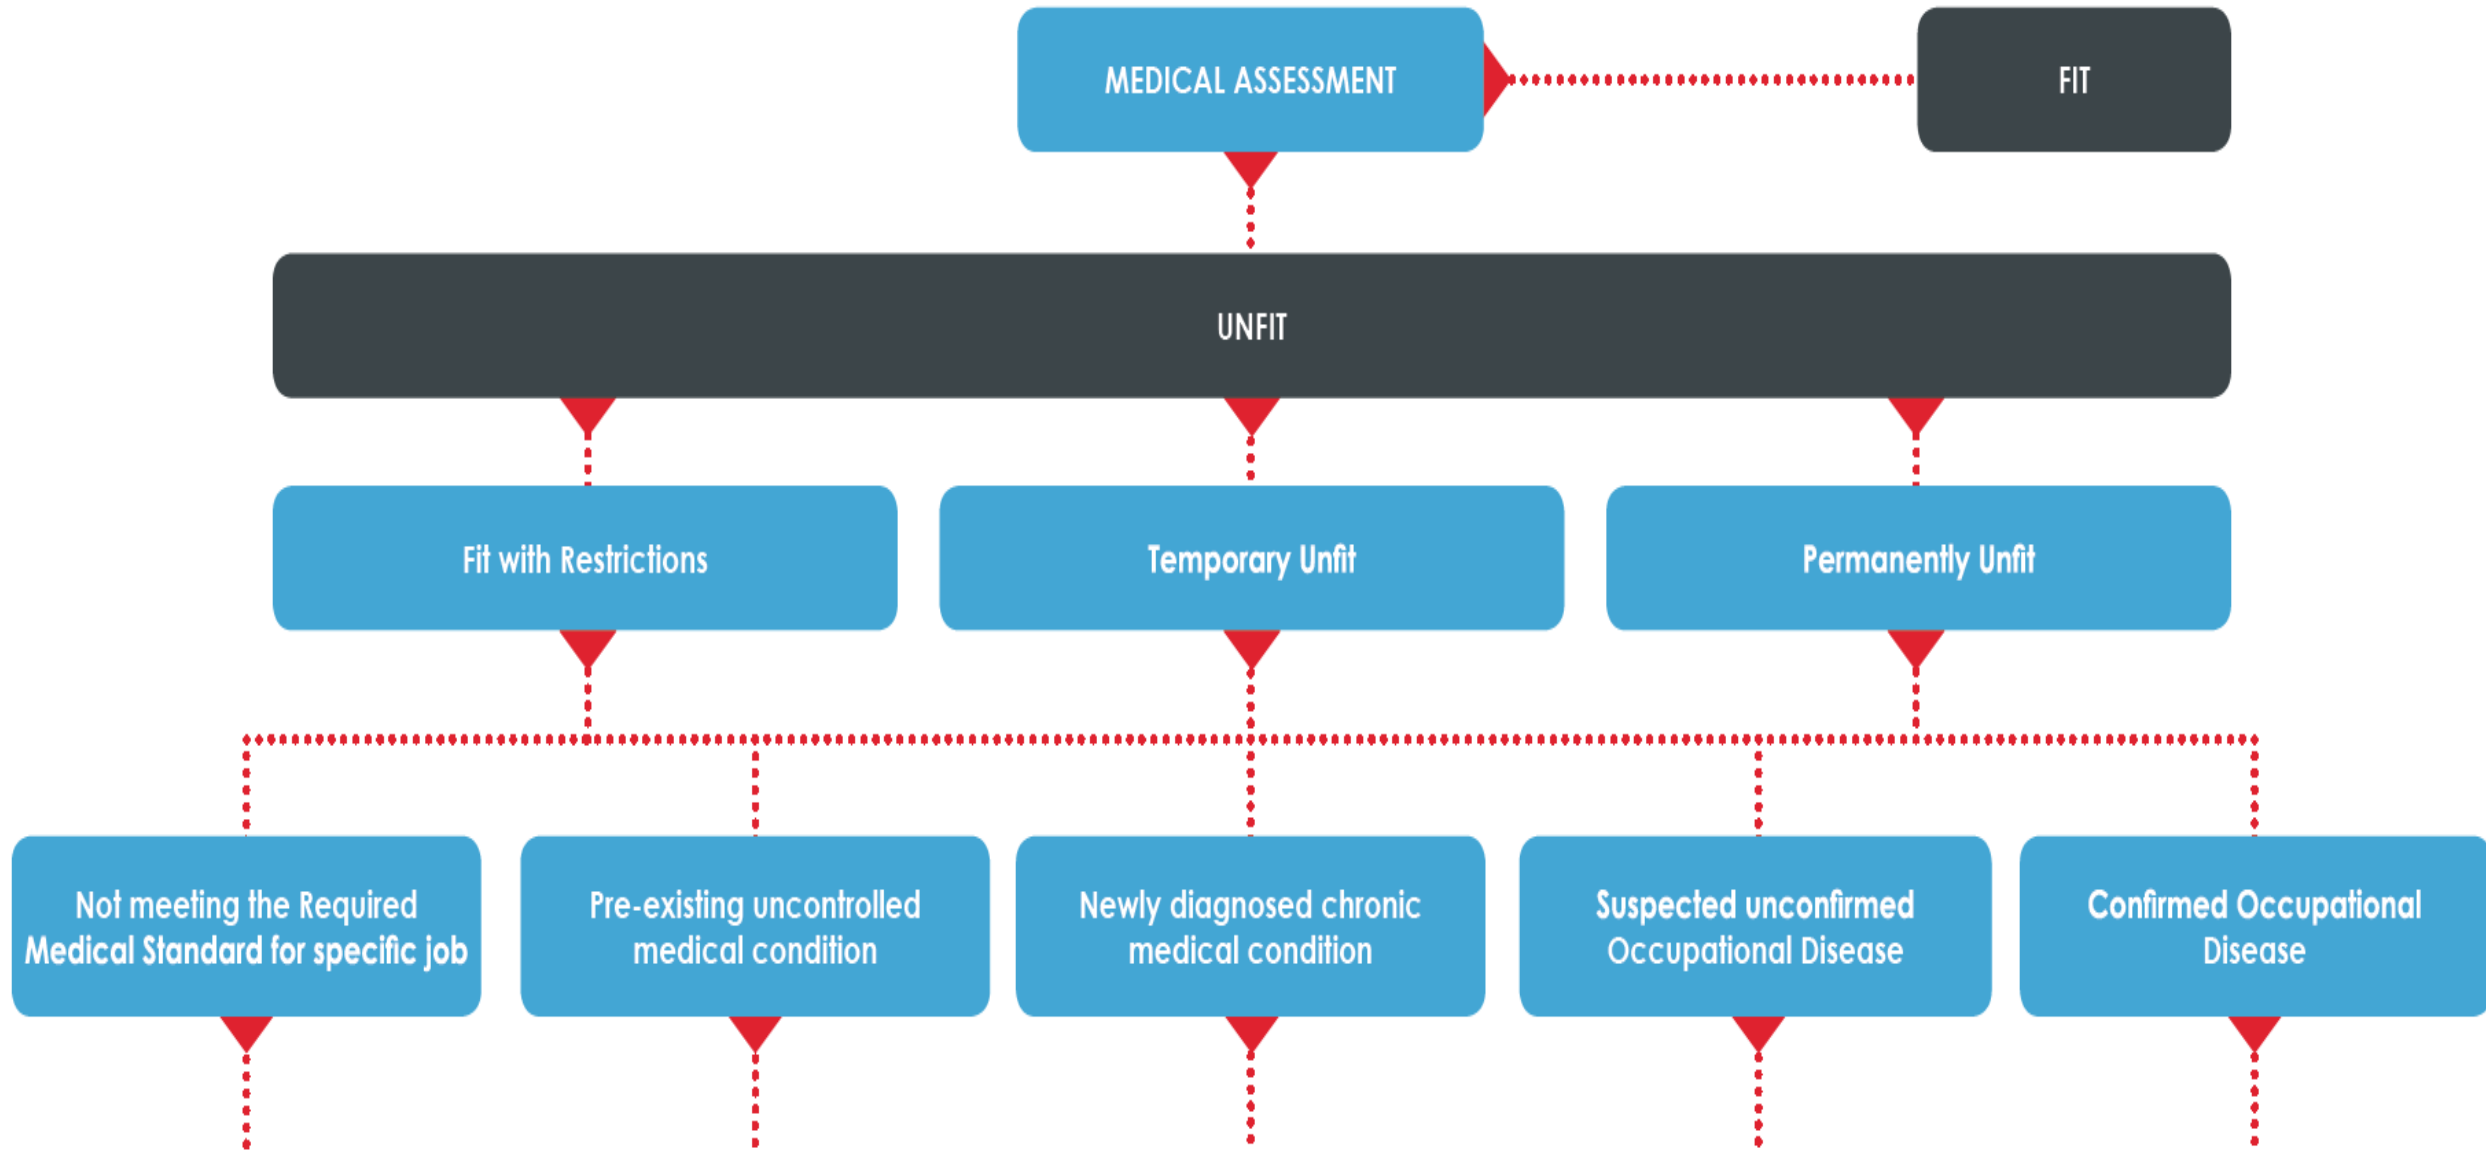 MEDICAL ASSESSMENT
FIT
UNFIT
Fit with Restrictions
Temporary Unfit
Permanently Unfit
Not meeting the Required
Medical Standard for specific job
Pre-existing uncontrolled
medical condition
Newly diagnosed chronic
medical condition
Suspected unconfirmed
Occupational Disease
Confirmed Occupational
Disease